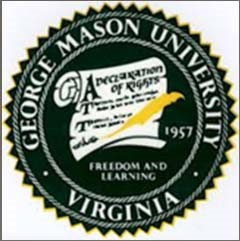 GEORGE MASON UNIVERSITY
A DECLARATION
OF RIGHTS
1957
FREEDOM AND
LEARNING
VIRGINIA